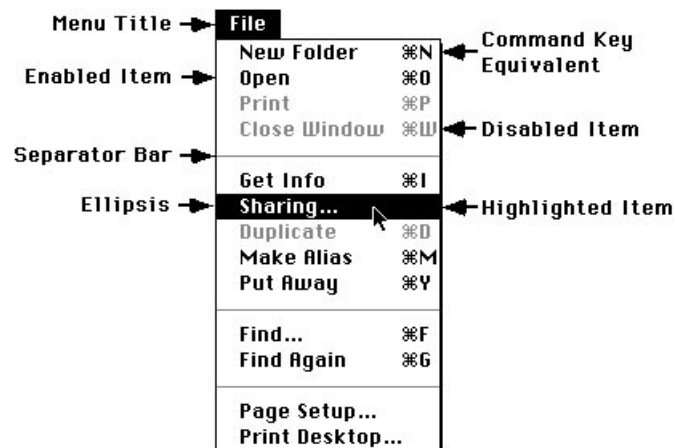 Menu Title File
New Folder ⌘N Command Key
Equivalent
Enabled Item Open ⌘O
Print ⌘P
Close Window ⌘W Disabled Item
Separator Bar
Get Info ⌘I
Ellipsis Sharing... Highlighted Item
Duplicate ⌘D
Make Alias ⌘M
Put Away ⌘Y
Find... ⌘F
Find Again ⌘G
Page Setup...
Print Desktop...